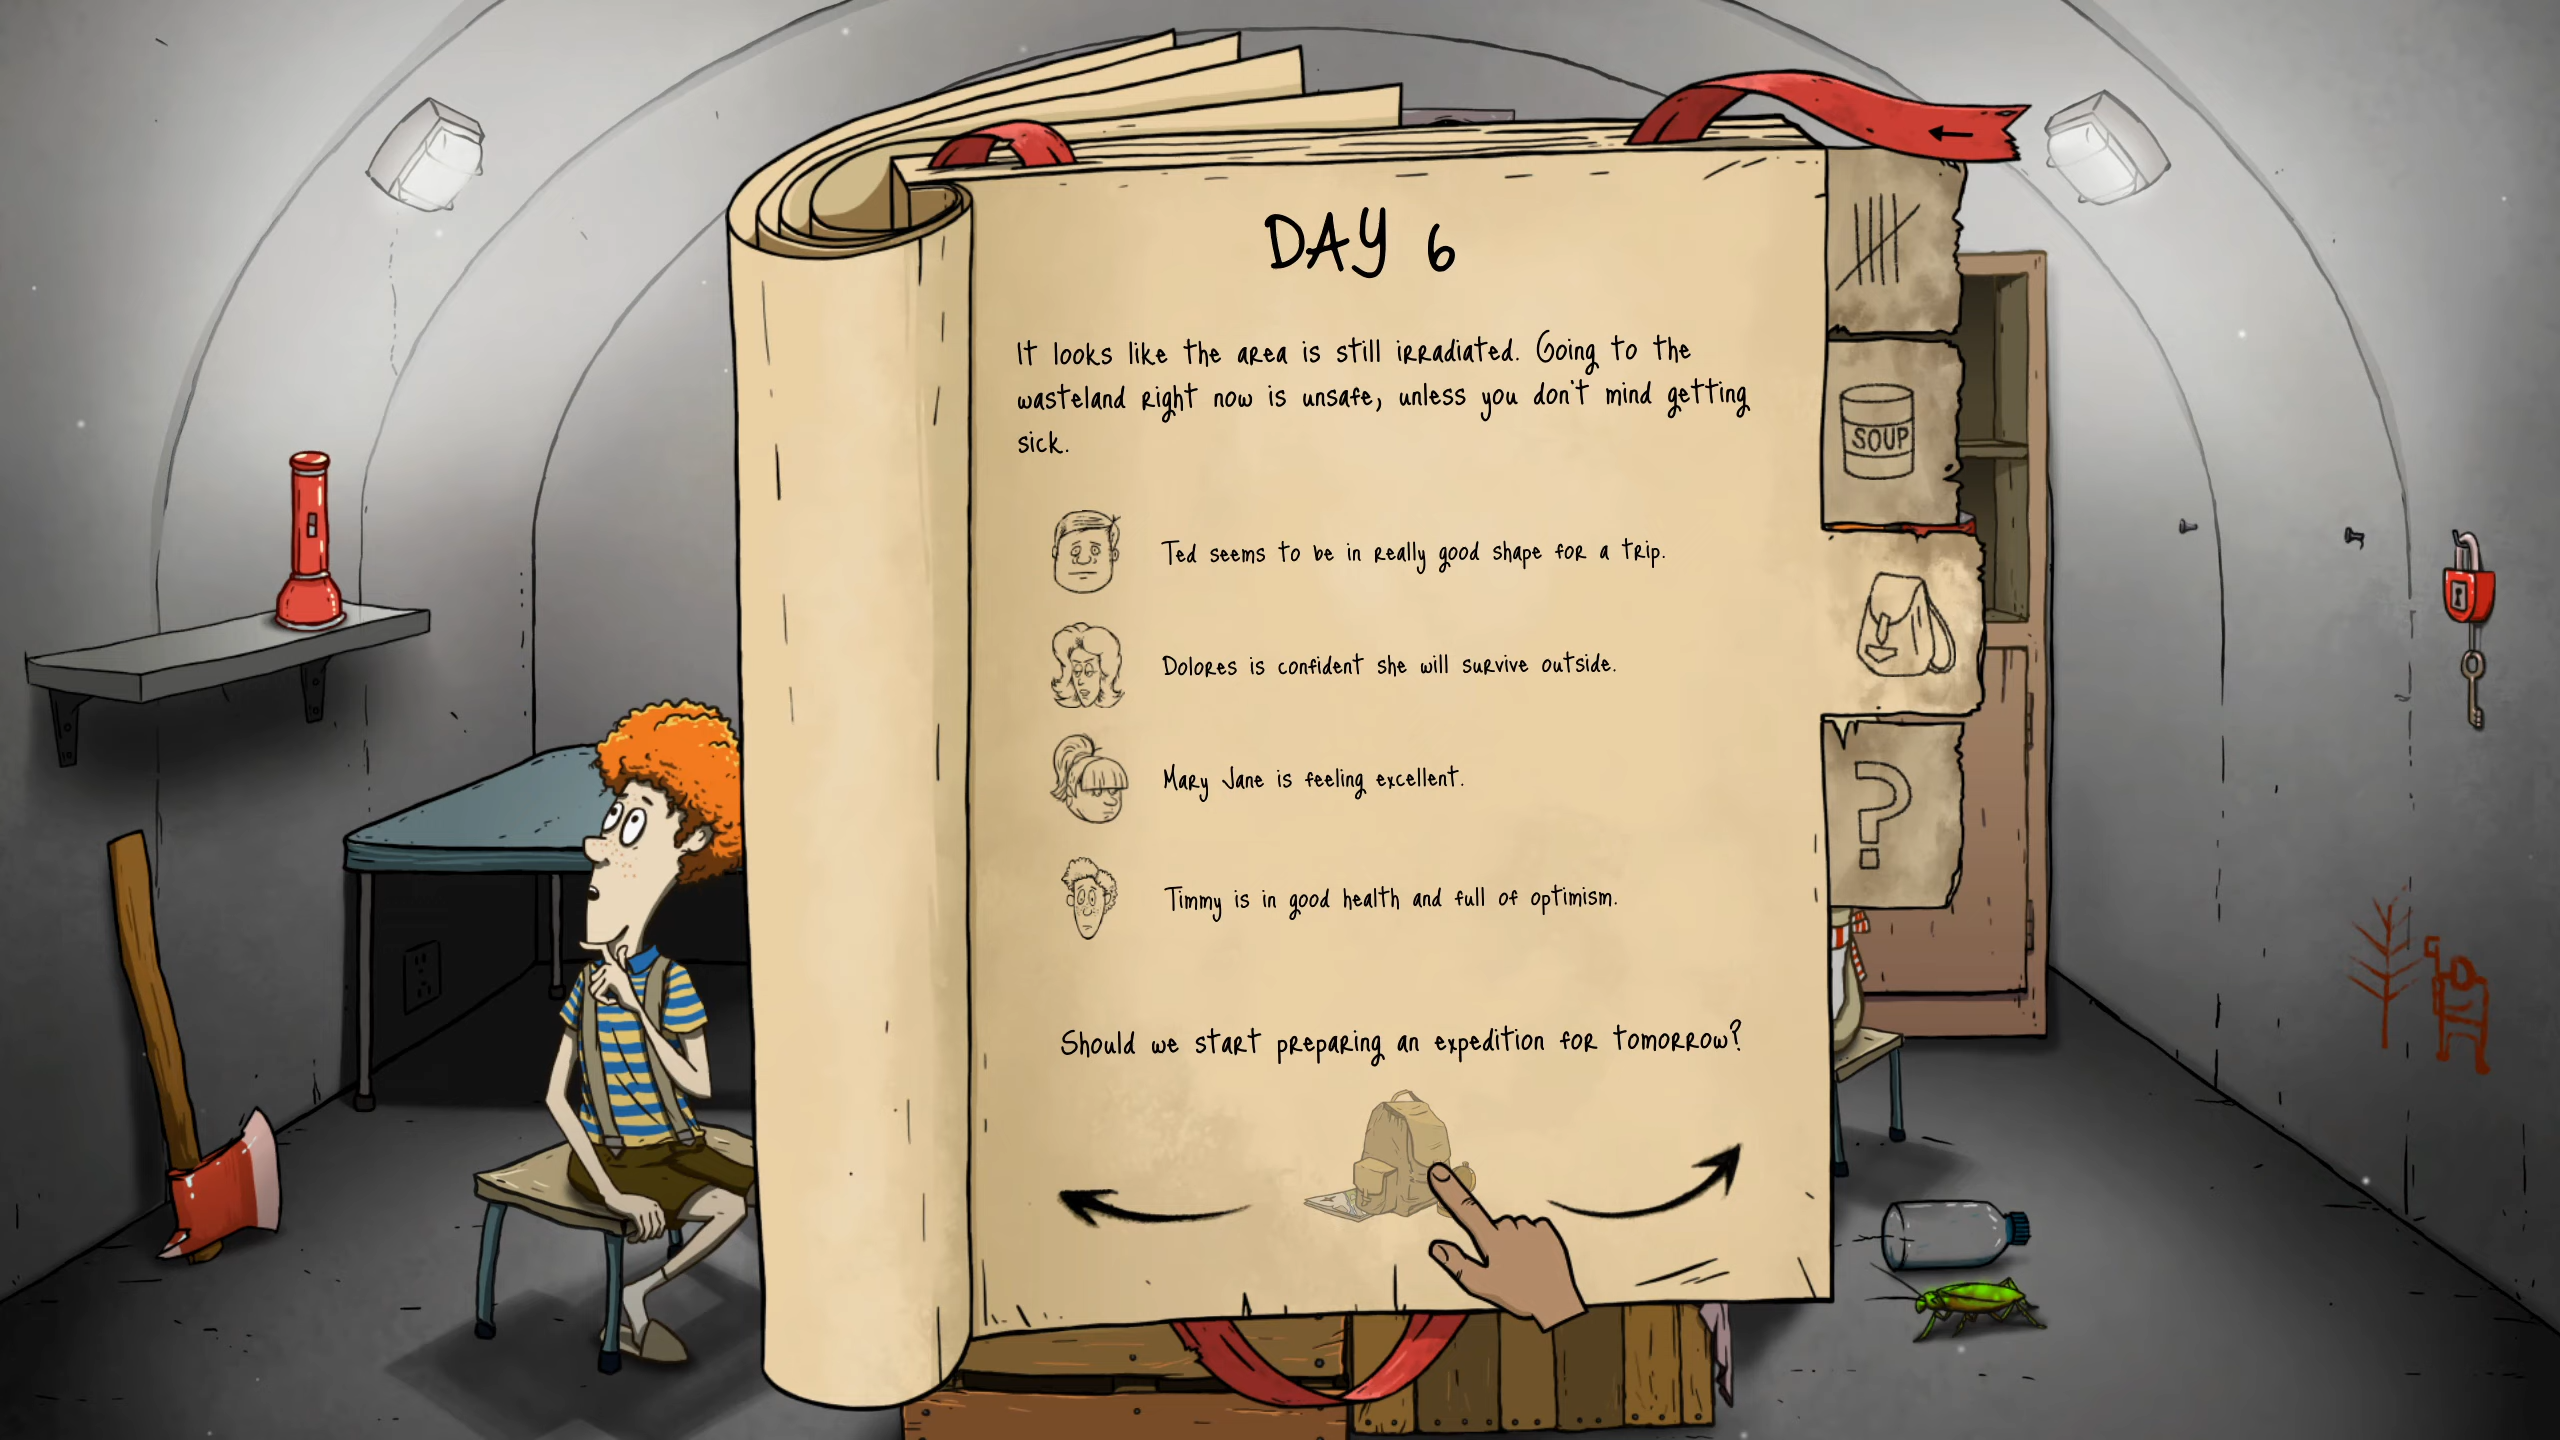 DAY 6
It looks like the area is still irradiated. Going to the
wasteland right now is unsafe, unless you don't mind getting
sick.
SOUP
Ted seems to be in really good shape for a trip.
Dolores is confident she will survive outside.
Mary Jane is feeling excellent.
?
Timmy is in good health and full of optimism.
Should we start preparing an expedition for tomorrow?